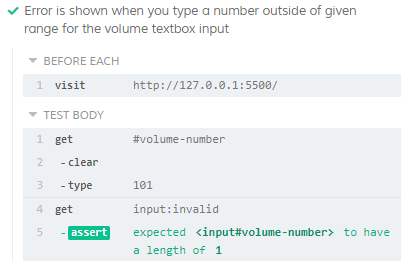 Error is shown when you type a number outside of given
range for the volume textbox input
BEFORE EACH
1 visit http://127.0.0.1:5500/
TEST BODY
1 get #volume-number
2 -clear
3 -type 101
4 get input:invalid
5 -assert expected <input#volume-number> to have
a length of 1